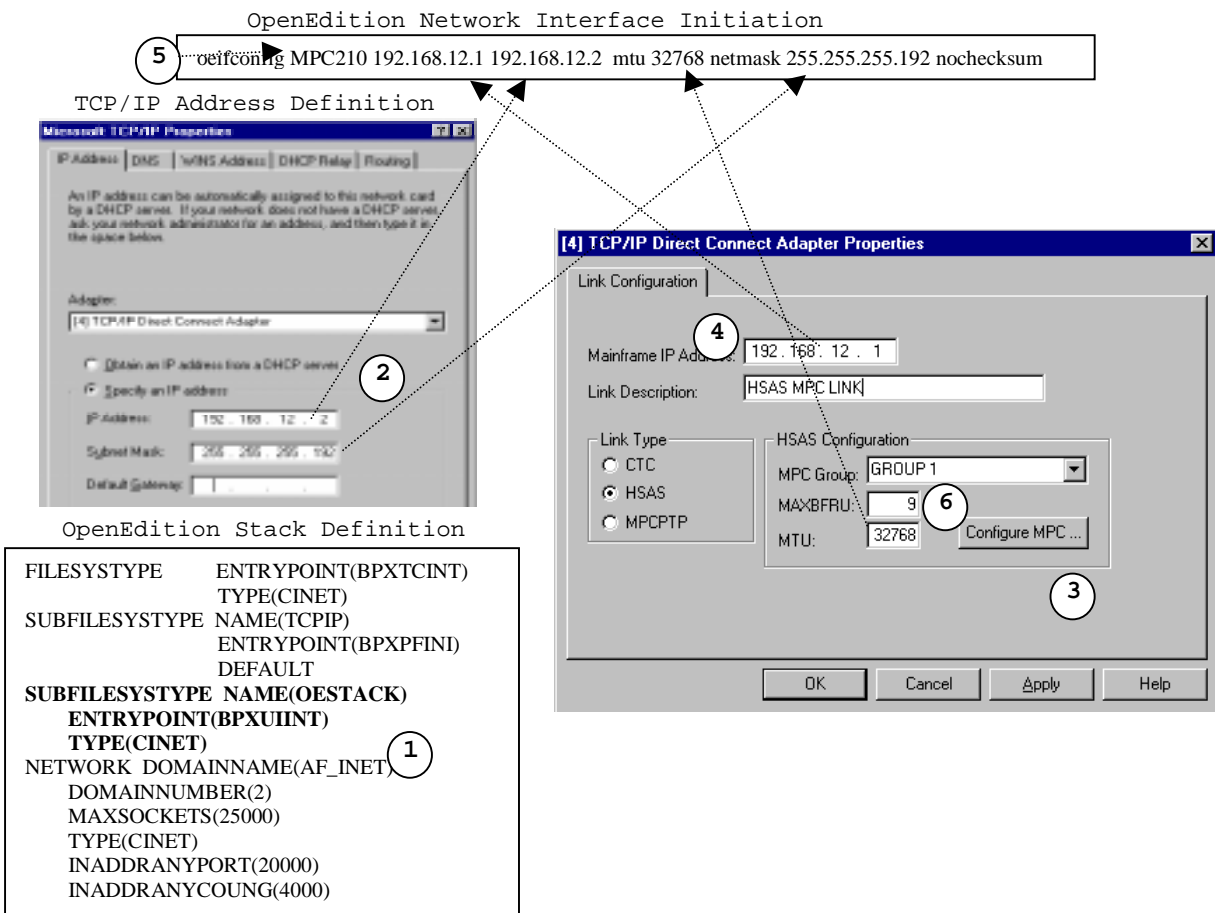 OpenEdition Network Interface Initiation
5
oeifconfig MPC210 192.168.12.1 192.168.12.2 mtu 32768 netmask 255.255.255.192 nochecksum
TCP/IP Address Definition
Microsoft TCP/IP Properties
IP Address DNS WINS Address DHCP Relay Routing
An IP address can be automatically assigned to this network card
by a DHCP server. If your network does not have a DHCP server,
ask your network administrator for an address, and then type it in
the space below.
Adapter:
[4] TCP/IP Direct Connect Adapter
Obtain an IP address from a DHCP server
2
Specify an IP address
IP Address: 192 . 168 . 12 . 2
Subnet Mask: 255 . 255 . 255 . 192
Default Gateway: . . .
[4] TCP/IP Direct Connect Adapter Properties
Link Configuration
4
Mainframe IP Address: 192 . 168 . 12 . 1
Link Description: HSAS MPC LINK
Link Type
CTC
HSAS
MPCPTP
HSAS Configuration
MPC Group: GROUP1
MAXBFRU: 9
6
MTU: 32768
Configure MPC ...
3
OK Cancel Apply Help
OpenEdition Stack Definition
FILESYSTYPE ENTRYPOINT(BPXTCINT)
TYPE(CINET)
SUBFILESYSTYPE NAME(TCPIP)
ENTRYPOINT(BPXPFINI)
DEFAULT
SUBFILESYSTYPE NAME(OESTACK)
ENTRYPOINT(BPXUIINT)
TYPE(CINET)
1
NETWORK DOMAINNAME(AF_INET)
DOMAINNUMBER(2)
MAXSOCKETS(25000)
TYPE(CINET)
INADDRANYPORT(20000)
INADDRANYCOUNG(4000)